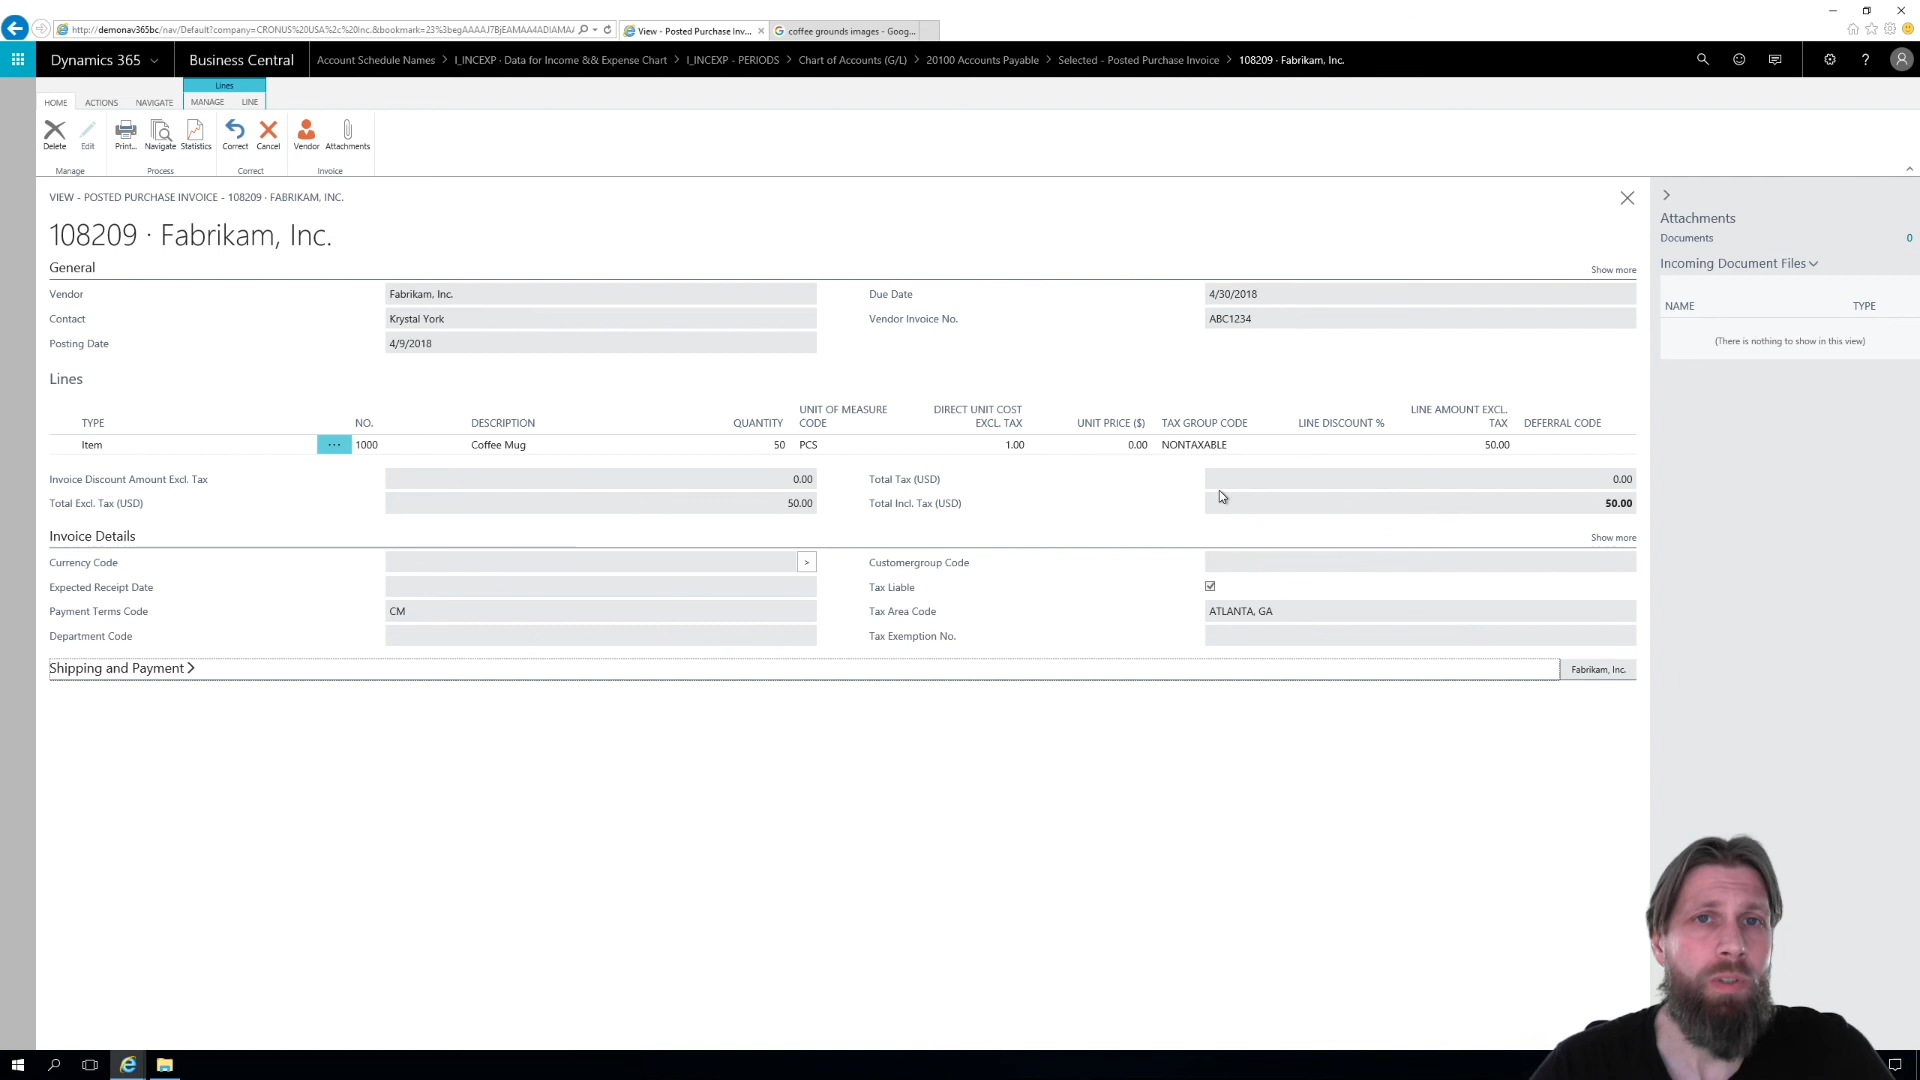 http://demonav365bc/nav/Default?company=CRONUS%20USA%2c%20Inc.&bookmark=23%3b
View - Posted Purchase Inv...
coffee grounds images - Goog...
Dynamics 365
Business Central
Account Schedule Names > I_INCEXP · Data for Income && Expense Chart > I_INCEXP - PERIODS > Chart of Accounts (G/L) > 20100 Accounts Payable > Selected - Posted Purchase Invoice > 108209 · Fabrikam, Inc.
Lines
HOME ACTIONS NAVIGATE MANAGE LINE
Delete Edit Print... Navigate Statistics Correct Cancel Vendor Attachments
Manage Process Correct Invoice
VIEW - POSTED PURCHASE INVOICE - 108209 · FABRIKAM, INC.
108209 · Fabrikam, Inc.
General
Show more
Vendor Fabrikam, Inc. Due Date 4/30/2018
Contact Krystal York Vendor Invoice No. ABC1234
Posting Date 4/9/2018
Lines
TYPE NO. DESCRIPTION QUANTITY UNIT OF MEASURE CODE DIRECT UNIT COST EXCL. TAX UNIT PRICE ($) TAX GROUP CODE LINE DISCOUNT % LINE AMOUNT EXCL. TAX DEFERRAL CODE
Item ... 1000 Coffee Mug 50 PCS 1.00 0.00 NONTAXABLE 50.00
Invoice Discount Amount Excl. Tax 0.00 Total Tax (USD) 0.00
Total Excl. Tax (USD) 50.00 Total Incl. Tax (USD) 50.00
Invoice Details
Show more
Currency Code > Customergroup Code
Expected Receipt Date Tax Liable
Payment Terms Code CM Tax Area Code ATLANTA, GA
Department Code Tax Exemption No.
Shipping and Payment >
Fabrikam, Inc.
Attachments
Documents 0
Incoming Document Files
NAME TYPE
(There is nothing to show in this view)